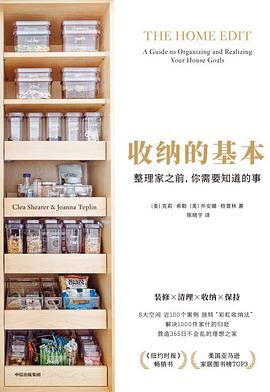 THE HOME EDIT
A Guide to Organizing and Realizing
Your House Goals
收纳的基本
整理家之前，你需要知道的事
Clea Shearer & Joanna Teplin
(美) 克莉·希勒 (美) 乔安娜·特普林 著
陈晓宇 译
装修×清理×收纳×保持
8大空间 近100个案例 独特“彩虹收纳法”
解决1000件家什的归处
营造365日不会乱的理想之家
《纽约时报》
畅销书
美国亚马逊
家居图书榜TOP3
中信出版集团